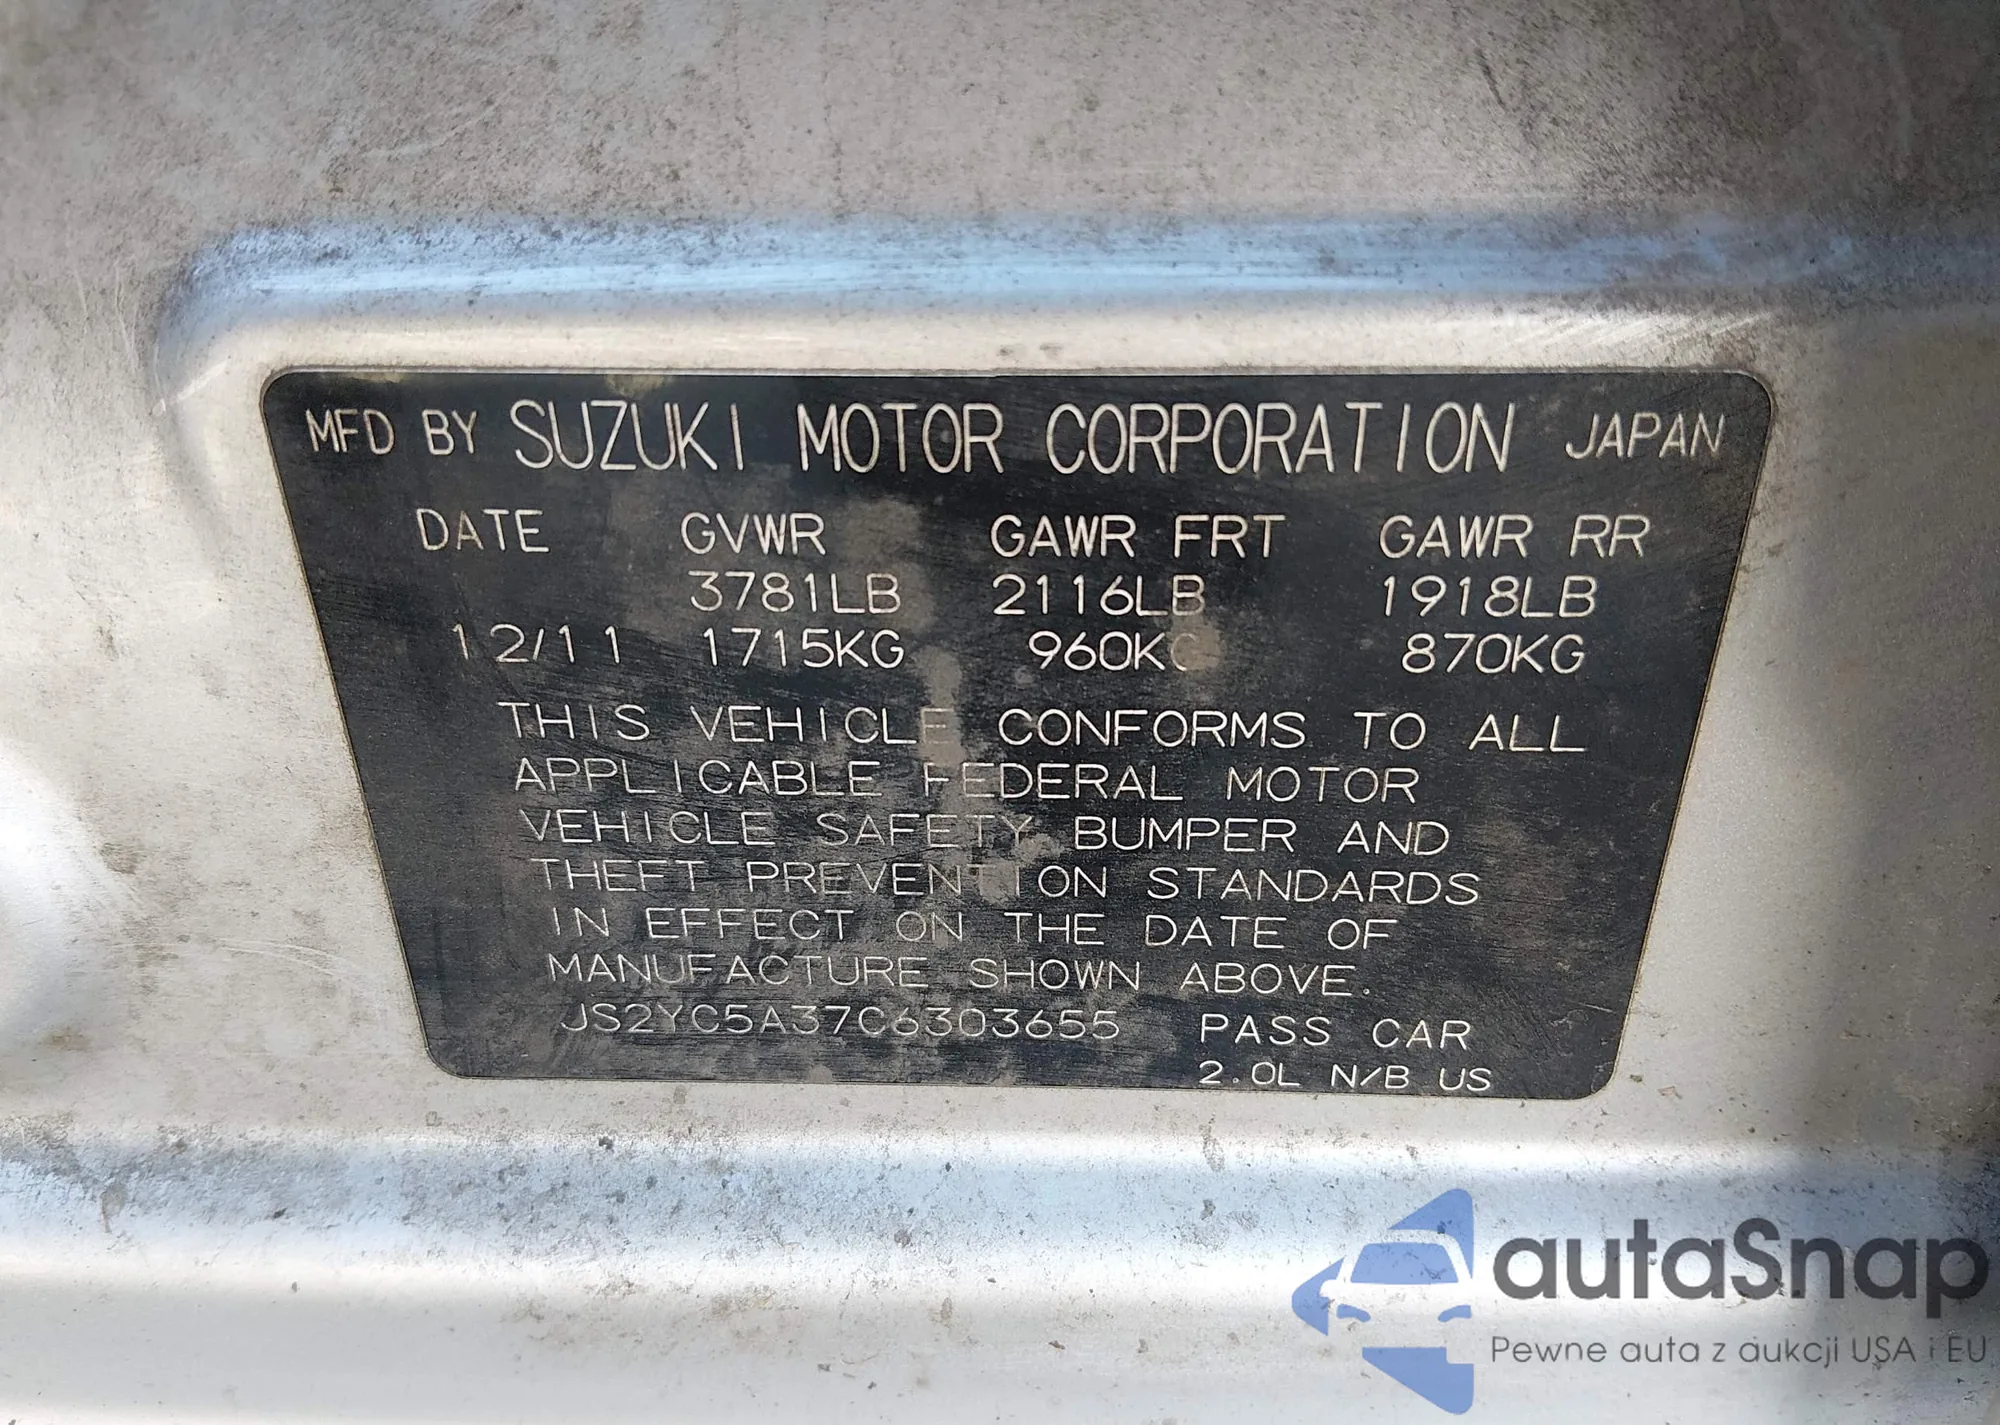 MFD BY SUZUKI MOTOR CORPORATION JAPAN
DATE GVWR GAWR FRT GAWR RR
3781LB 2116LB 1918LB
12/11 1715KG 960KG 870KG
THIS VEHICLE CONFORMS TO ALL
APPLICABLE FEDERAL MOTOR
VEHICLE SAFETY BUMPER AND
THEFT PREVENTION STANDARDS
IN EFFECT ON THE DATE OF
MANUFACTURE SHOWN ABOVE.
JS2YC5A37C6303655 PASS CAR
2.0L N/B US
autaSnap
Pewne auta z aukcji USA i EU